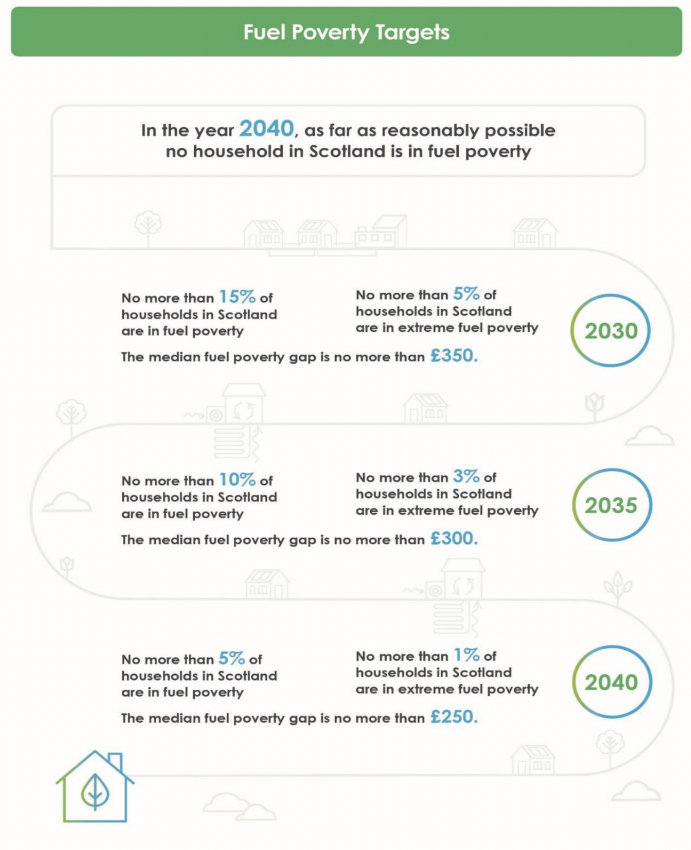 Fuel Poverty Targets
In the year 2040, as far as reasonably possible
no household in Scotland is in fuel poverty
No more than 15% of
households in Scotland
are in fuel poverty
No more than 5% of
households in Scotland
are in extreme fuel poverty
The median fuel poverty gap is no more than £350.
2030
No more than 10% of
households in Scotland
are in fuel poverty
No more than 3% of
households in Scotland
are in extreme fuel poverty
The median fuel poverty gap is no more than £300.
2035
No more than 5% of
households in Scotland
are in fuel poverty
No more than 1% of
households in Scotland
are in extreme fuel poverty
The median fuel poverty gap is no more than £250.
2040